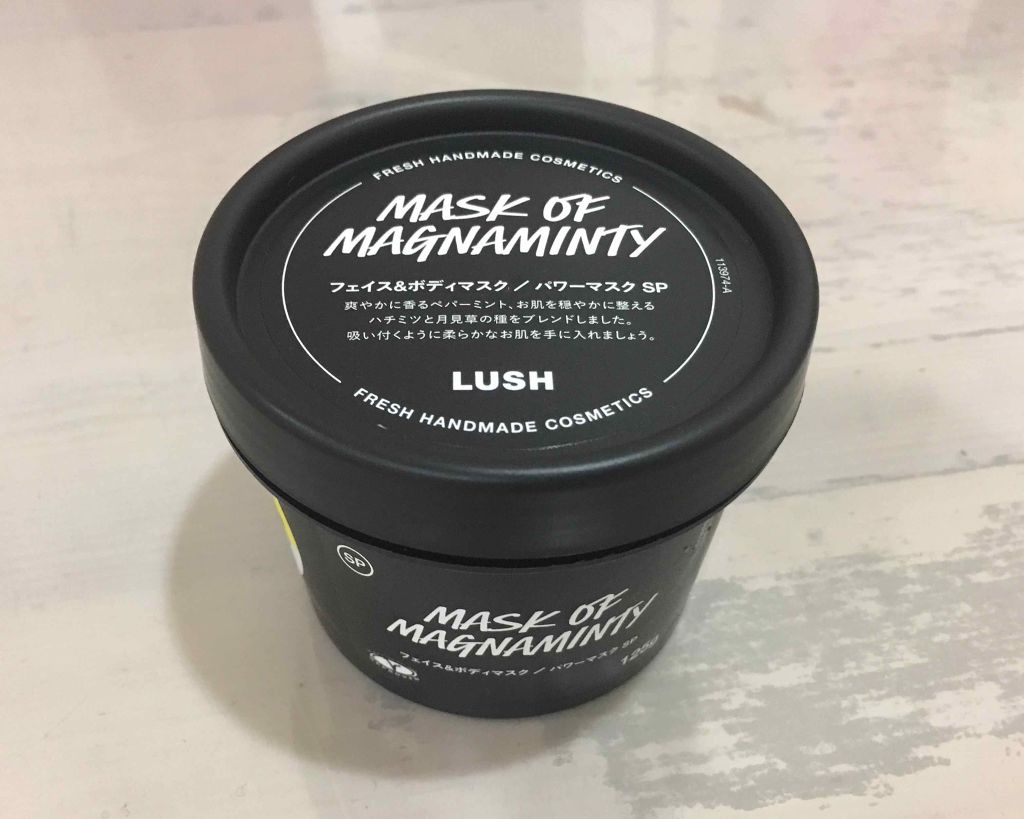 FRESH HANDMADE COSMETICS
MASK OF
MAGNAMINTY
フェイス&ボディマスク / パワーマスク SP
爽やかに香るペパーミント、お肌を穏やかに整える
ハチミツと月見草の種をブレンドしました。
吸い付くように柔らかなお肌を手に入れましょう。
LUSH
FRESH HANDMADE COSMETICS
113974-A
SP
MASK OF
MAGNAMINTY
フェイス&ボディマスク / パワーマスク SP
125g